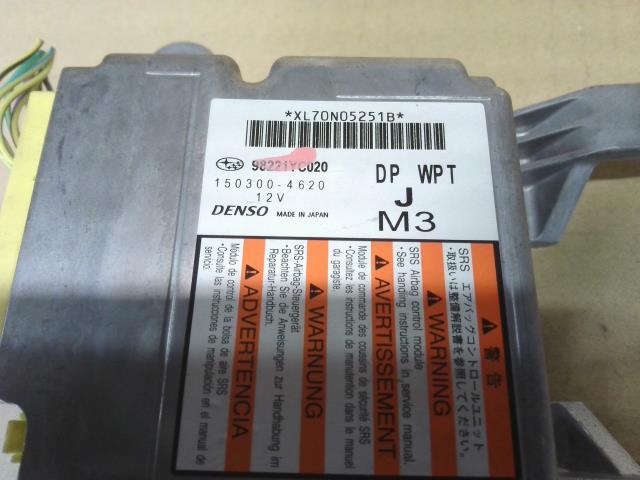 *XL70N05251B*
98221YC020
DP WPT
150300-4620
J
12V
M3
DENSO MADE IN JAPAN
警告
SRS エアバッグコントロールユニット
・取扱いは整備解説書を参照してください。
WARNING
SRS Airbag control module
・See handling instructions in service manual.
AVERTISSEMENT
Module de commande des coussins de sécurité SRS
・Consultez les instructions de manutention dans le manuel
du garagiste.
WARNUNG
SRS-Airbag-Steuergerät
・Beachten Sie die Anweisungen zur Handhabung im
Reparatur-Handbuch.
ADVERTENCIA
Módulo de control de la bolsa de aire SRS
・Consulte las instrucciones de manipulación en el manual de
servicio.